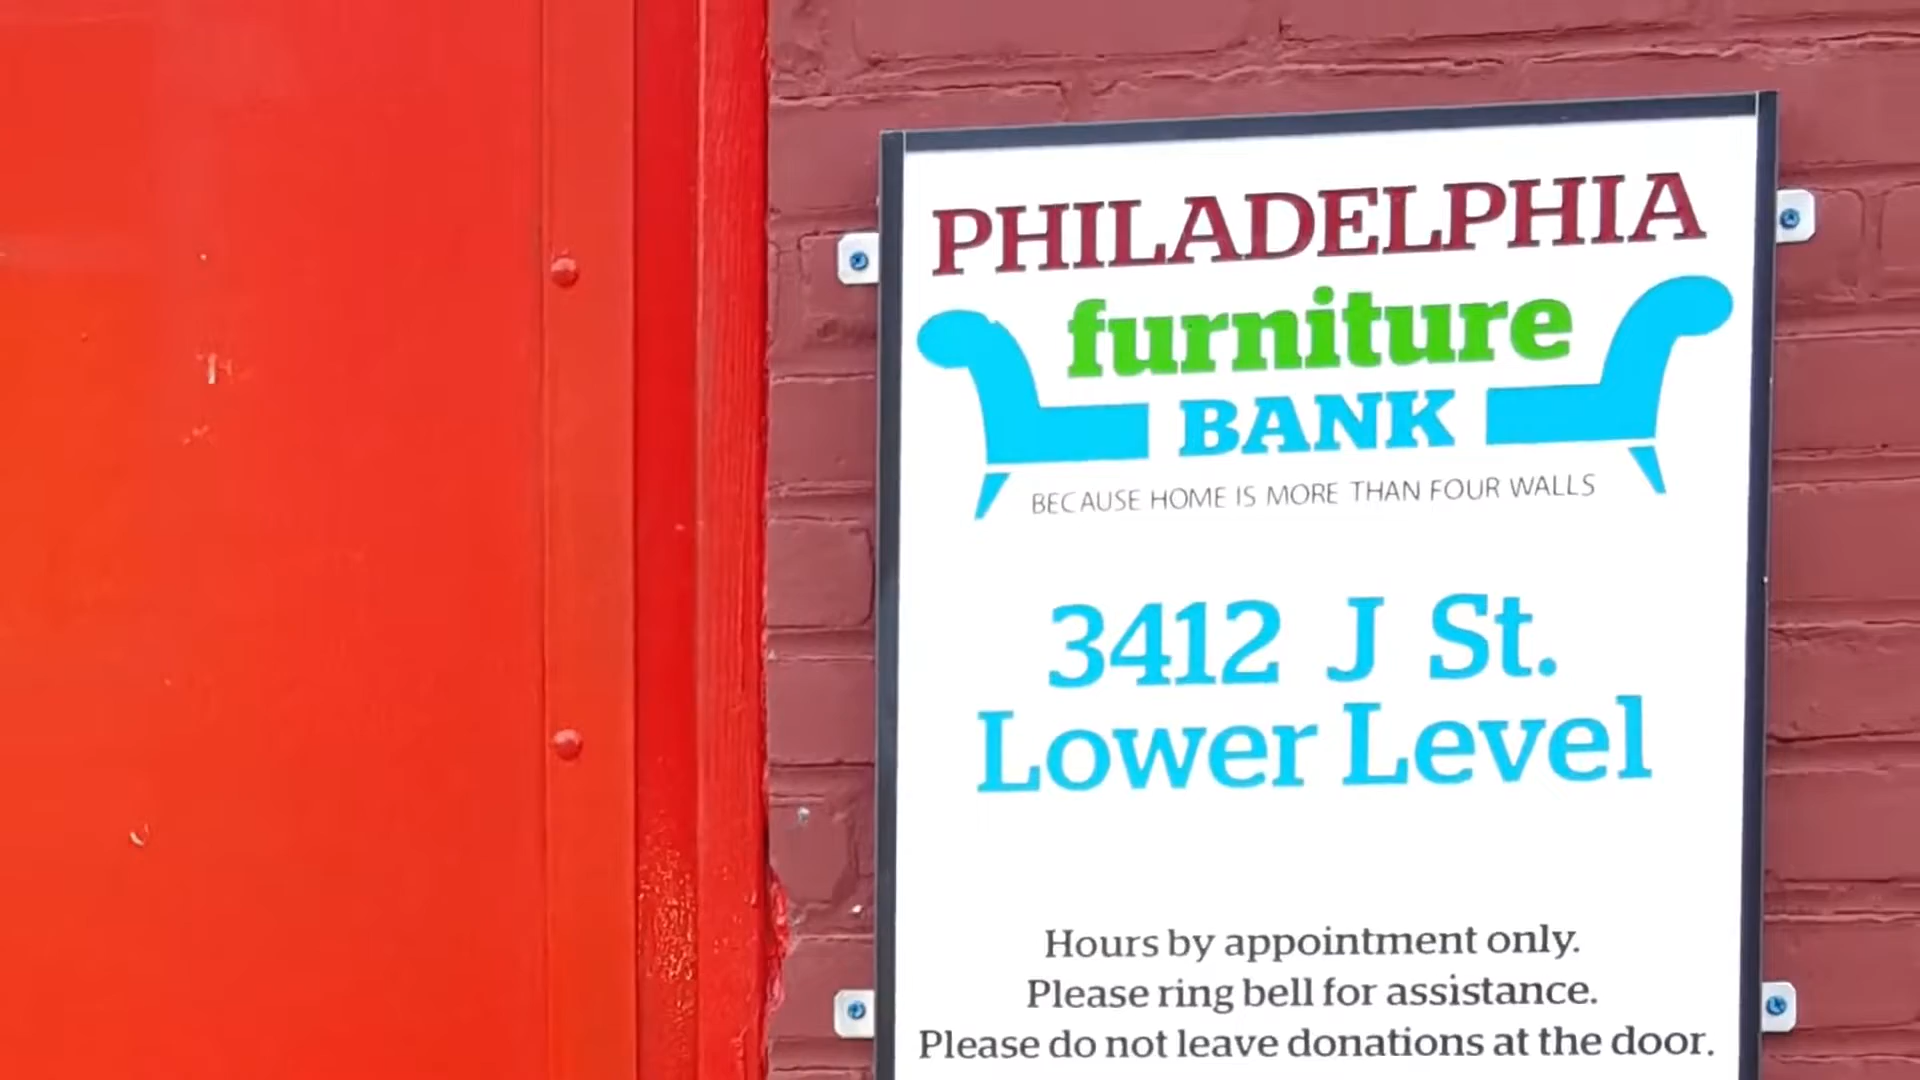 PHILADELPHIA
furniture
BANK
BECAUSE HOME IS MORE THAN FOUR WALLS
3412 J St.
Lower Level
Hours by appointment only.
Please ring bell for assistance.
Please do not leave donations at the door.